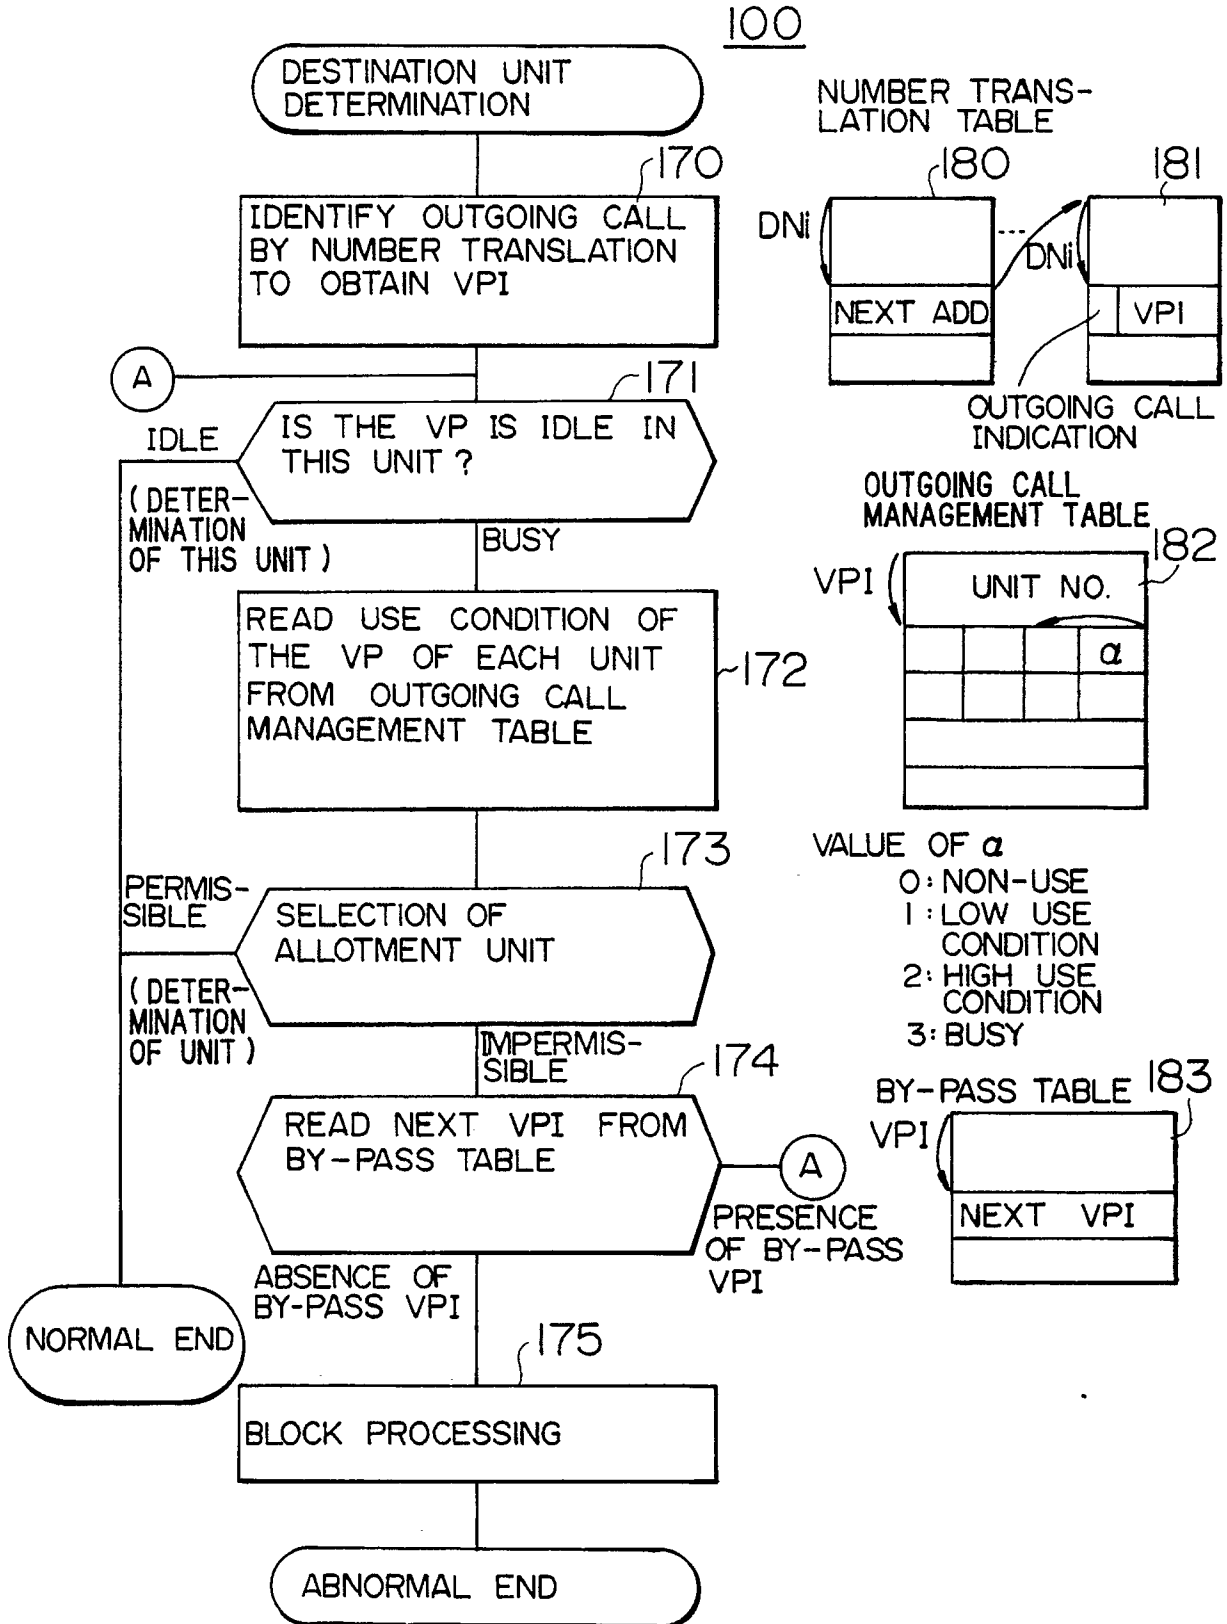 100
DESTINATION UNIT
DETERMINATION
170
IDENTIFY OUTGOING CALL
BY NUMBER TRANSLATION
TO OBTAIN VPI
A
171
IS THE VP IS IDLE IN
THIS UNIT ?
IDLE
(DETER-
MINATION
OF THIS UNIT)
BUSY
READ USE CONDITION OF
THE VP OF EACH UNIT
FROM OUTGOING CALL
MANAGEMENT TABLE
172
173
PERMIS-
SIBLE
SELECTION OF
ALLOTMENT UNIT
(DETER-
MINATION
OF UNIT)
IMPERMIS-
SIBLE
174
READ NEXT VPI FROM
BY-PASS TABLE
A
PRESENCE
OF BY-PASS
VPI
ABSENCE OF
BY-PASS VPI
NORMAL END
175
BLOCK PROCESSING
ABNORMAL END
NUMBER TRANS-
LATION TABLE
180
181
DNi
...
DNi
NEXT ADD
VPI
OUTGOING CALL
INDICATION
OUTGOING CALL
MANAGEMENT TABLE
182
VPI
UNIT NO.
α
VALUE OF α
0: NON-USE
1: LOW USE
CONDITION
2: HIGH USE
CONDITION
3: BUSY
BY-PASS TABLE
183
VPI
NEXT VPI